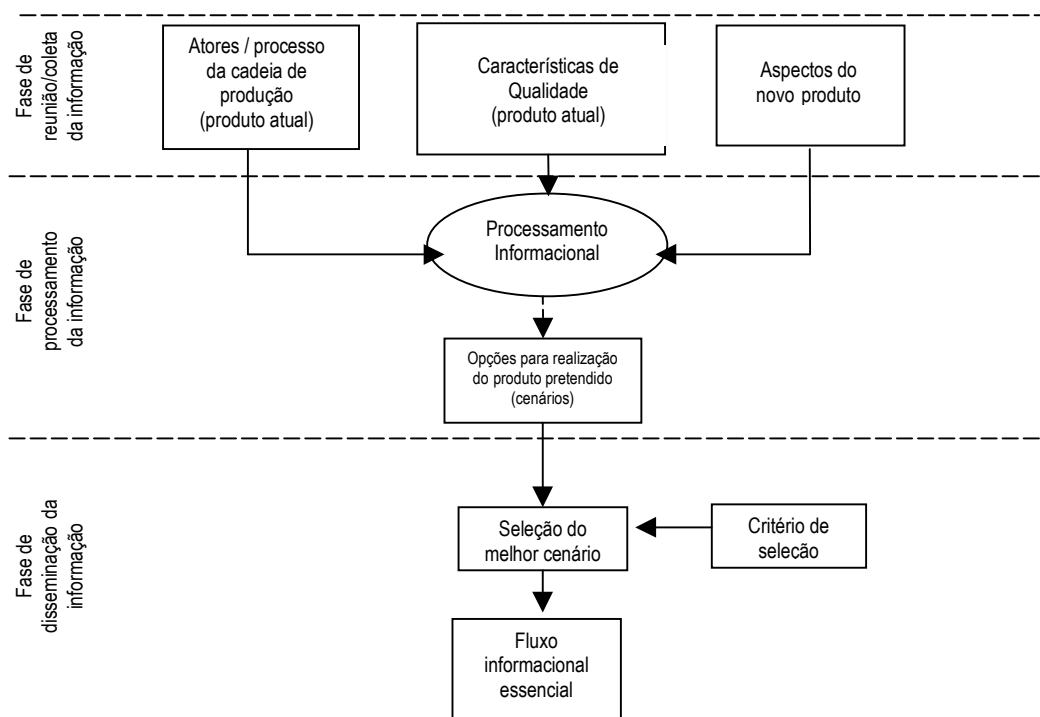 Fase de
reunião/coleta
da informação
Atores / processo
da cadeia de
produção
(produto atual)
Características de
Qualidade
(produto atual)
Aspectos do
novo produto
Fase de
processamento
da informação
Processamento
Informacional
Opções para realização
do produto pretendido
(cenários)
Fase de
disseminação da
informação
Seleção do
melhor cenário
Critério de
seleção
Fluxo
informacional
essencial